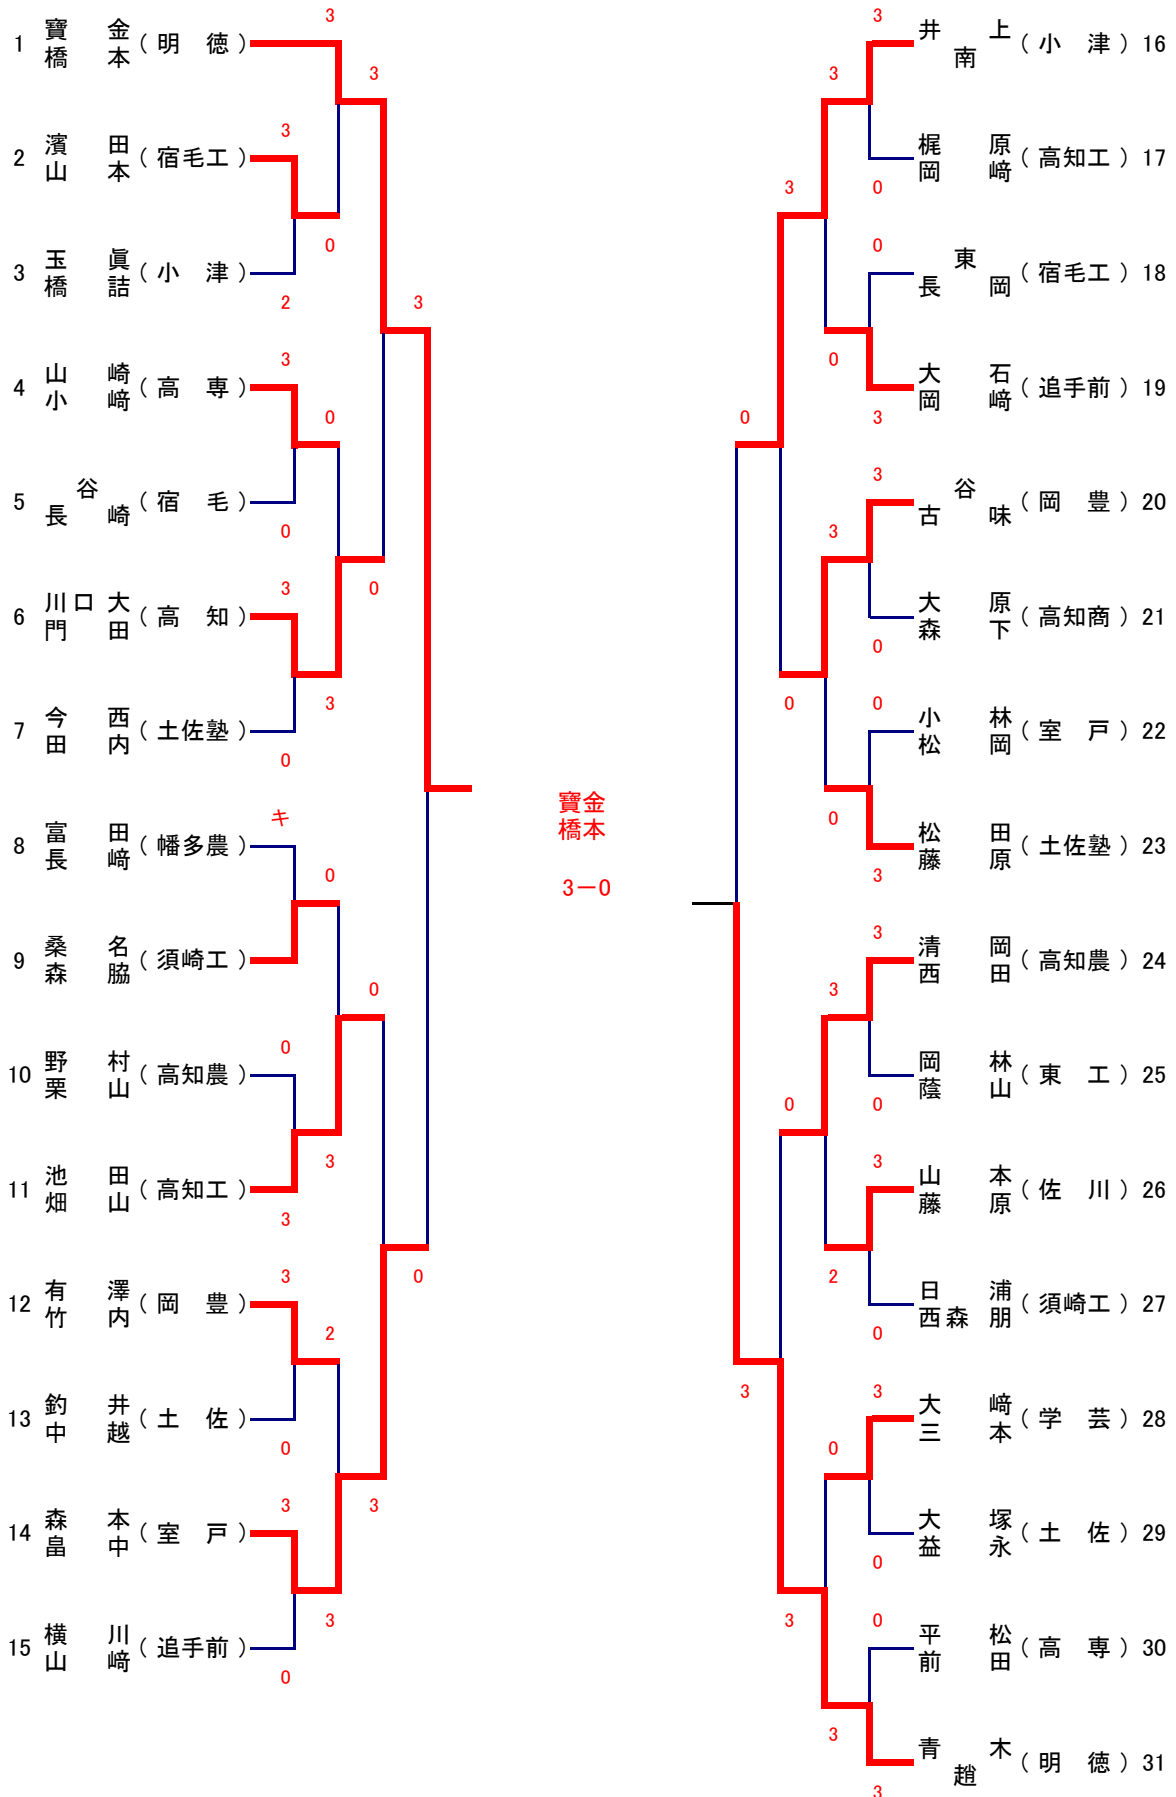 3
1 寶 金 ( 明 徳 )
橋 本
3
3
2 濱 田 ( 宿毛工 )
山 本
0
3 玉 眞 ( 小 津 )
橋 詰
2
3
3
4 山 崎 ( 高 専 )
小 﨑
0
5 長谷崎 ( 宿 毛 )
0
3
0
6 川口 大 ( 高 知 )
門 田
3
7 今 西 ( 土佐塾 )
田 内
0
キ
8 富 田 ( 幡多農 )
長 﨑
0
9 桑 名 ( 須崎工 )
森 脇
0
0
10 野 村 ( 高知農 )
栗 山
3
11 池 田 ( 高知工 )
畑 山
3
3
0
12 有 澤 ( 岡 豊 )
竹 内
2
13 釣 井 ( 土 佐 )
中 越
0
3
3
14 森 本 ( 室 戸 )
畠 中
3
15 横 川 ( 追手前 )
山 﨑
0
寶金
橋本
3－0
3
井 上 ( 小 津 ) 16
南
3
梶 原 ( 高知工 ) 17
岡 﨑
0
3
0
東 ( 宿毛工 ) 18
長 岡
0
大 石 ( 追手前 ) 19
岡 﨑
3
0
3
古谷味 ( 岡 豊 ) 20
3
大 原 ( 高知商 ) 21
森 下
0
0
0
小 林 ( 室 戸 ) 22
松 岡
0
松 田 ( 土佐塾 ) 23
藤 原
3
3
清 岡 ( 高知農 ) 24
西 田
3
岡 林 ( 東 工 ) 25
蔭 山
0
0
3
山 本 ( 佐 川 ) 26
藤 原
2
日 浦 ( 須崎工 ) 27
西森 朋
0
3
3
大 﨑 ( 学 芸 ) 28
三 本
0
大 塚 ( 土 佐 ) 29
益 永
0
3
0
平 松 ( 高 専 ) 30
前 田
3
青 木 ( 明 徳 ) 31
趙
3